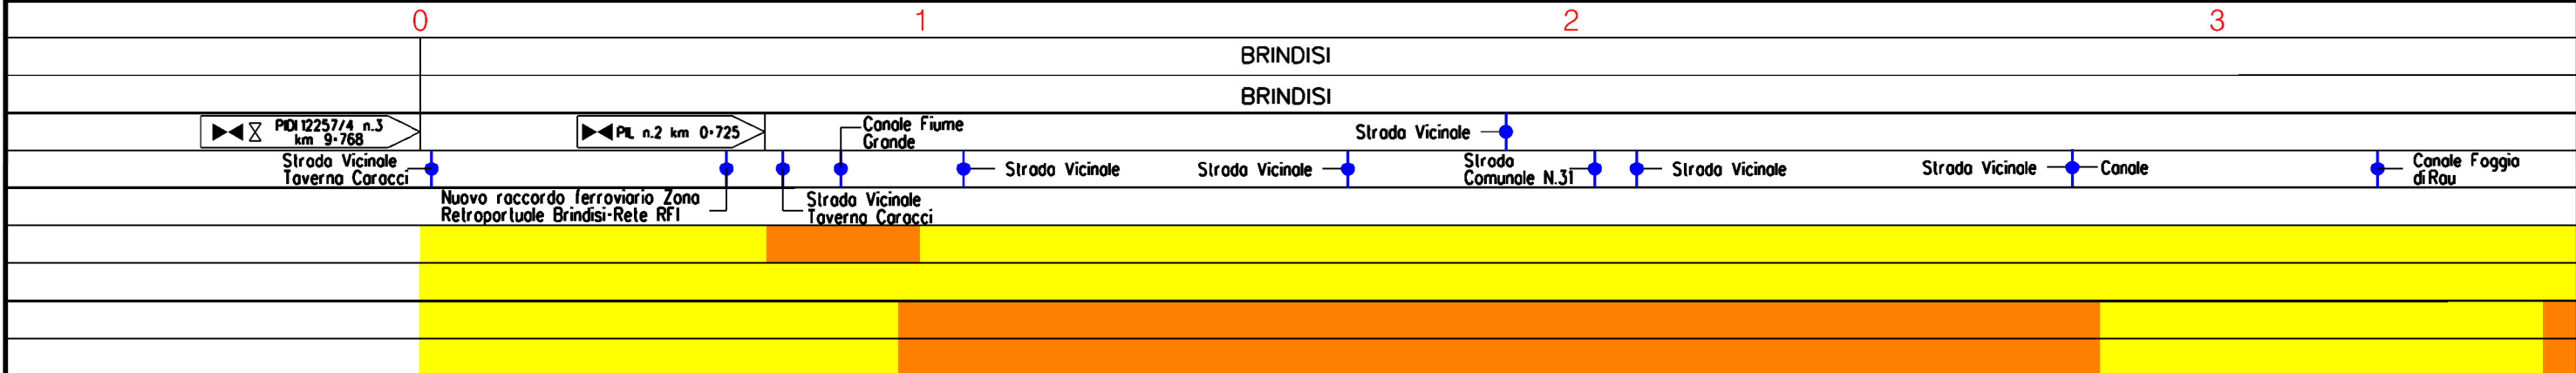 0 1 2 3
BRINDISI
BRINDISI
PIDI 12257/4 n.3
km 9+768
PIL n.2 km 0+725
Canale Fiume
Grande
Strada Vicinale
Strada Vicinale
Taverna Caracci
Strada Vicinale
Strada Vicinale
Strada
Comunale N.31
Strada Vicinale
Strada Vicinale
Canale
Canale Foggia
di Rau
Nuovo raccordo ferroviario Zona
Retroportuale Brindisi-Rete RFI
Strada Vicinale
Taverna Caracci